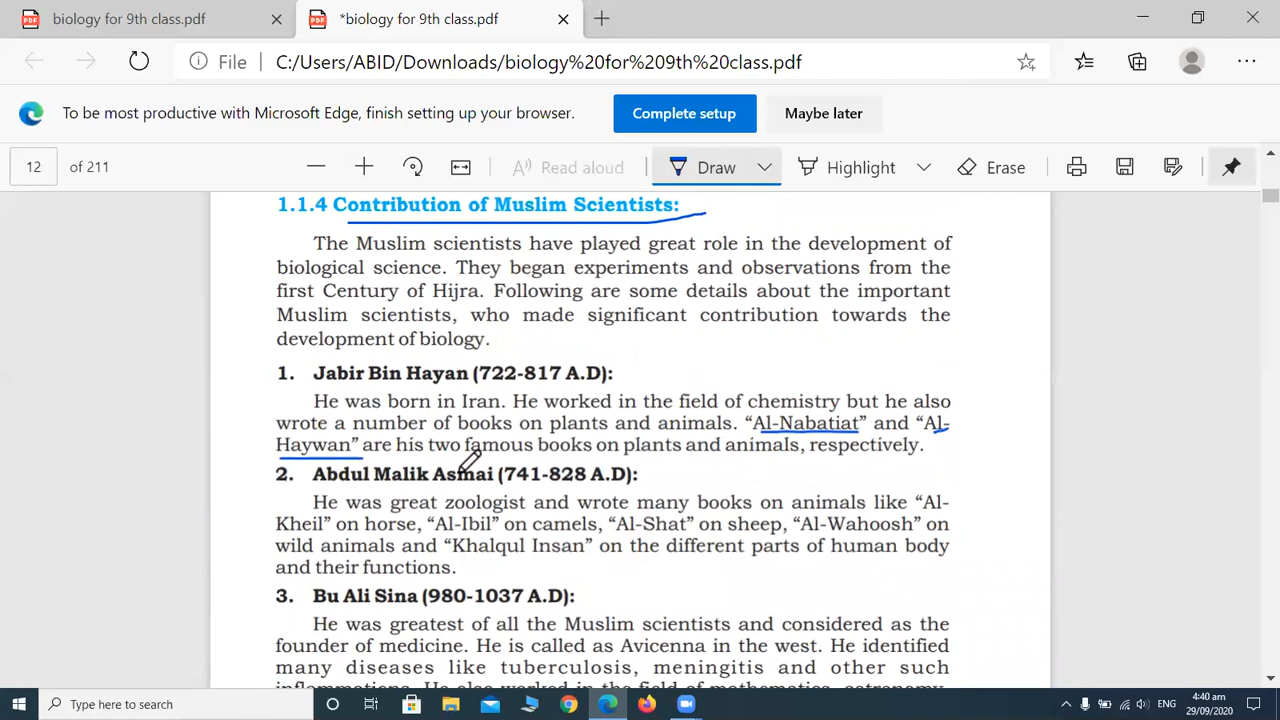 biology for 9th class.pdf
*biology for 9th class.pdf
File
C:/Users/ABID/Downloads/biology%20for%209th%20class.pdf
To be most productive with Microsoft Edge, finish setting up your browser.
Complete setup
Maybe later
12 of 211
Read aloud
Draw
Highlight
Erase
1.1.4 Contribution of Muslim Scientists:
The Muslim scientists have played great role in the development of
biological science. They began experiments and observations from the
first Century of Hijra. Following are some details about the important
Muslim scientists, who made significant contribution towards the
development of biology.
1. Jabir Bin Hayan (722-817 A.D):
He was born in Iran. He worked in the field of chemistry but he also
wrote a number of books on plants and animals. “Al-Nabatiat” and “Al-
Haywan” are his two famous books on plants and animals, respectively.
2. Abdul Malik Asmai (741-828 A.D):
He was great zoologist and wrote many books on animals like “Al-
Kheil” on horse, “Al-Ibil” on camels, “Al-Shat” on sheep, “Al-Wahoosh” on
wild animals and “Khalqul Insan” on the different parts of human body
and their functions.
3. Bu Ali Sina (980-1037 A.D):
He was greatest of all the Muslim scientists and considered as the
founder of medicine. He is called as Avicenna in the west. He identified
many diseases like tuberculosis, meningitis and other such
inflammations. He also worked in the field of mathematics, astronomy,
Type here to search
4:40 am
29/09/2020